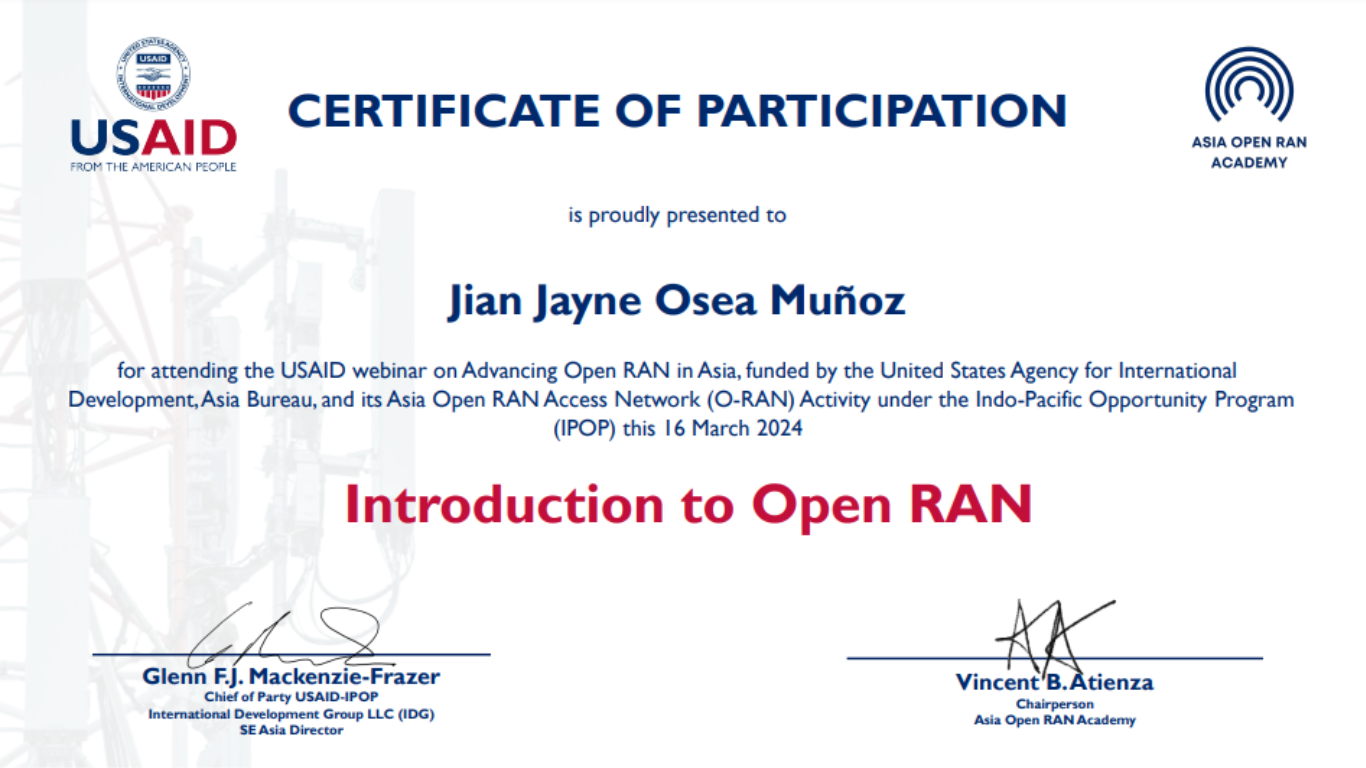 UNITED STATES AGENCY
USAID
INTERNATIONAL DEVELOPMENT
USAID
FROM THE AMERICAN PEOPLE
CERTIFICATE OF PARTICIPATION
ASIA OPEN RAN
ACADEMY
is proudly presented to
Jian Jayne Osea Muñoz
for attending the USAID webinar on Advancing Open RAN in Asia, funded by the United States Agency for International
Development, Asia Bureau, and its Asia Open RAN Access Network (O-RAN) Activity under the Indo-Pacific Opportunity Program
(IPOP) this 16 March 2024
Introduction to Open RAN
Glenn F.J. Mackenzie-Frazer
Chief of Party USAID-IPOP
International Development Group LLC (IDG)
SE Asia Director
Vincent B. Atienza
Chairperson
Asia Open RAN Academy